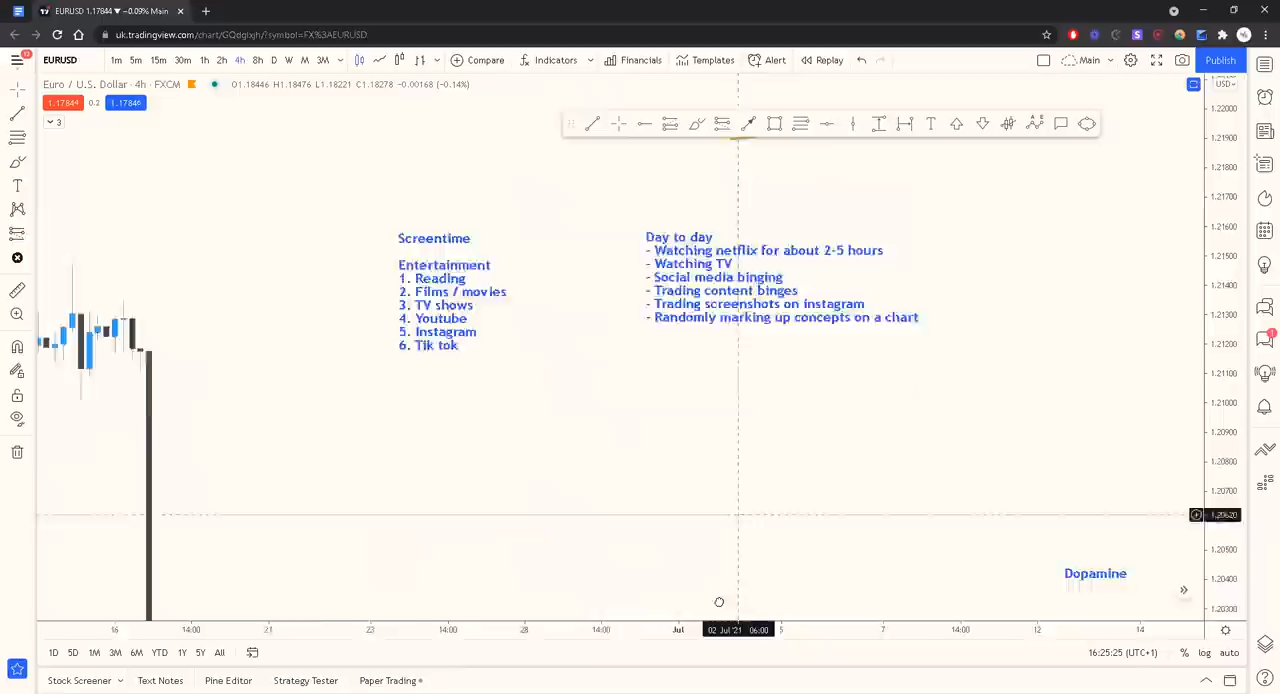 EURUSD 1.17844 ▼ −0.09% Main
uk.tradingview.com/chart/GQdglxgh/?symbol=FX%3AEURUSD
EURUSD 1m 5m 15m 30m 1h 2h 4h 8h D W M 3M Compare Indicators Financials Templates Alert Replay Main Publish
Euro / U.S. Dollar · 4h · FXCM O1.18446 H1.18476 L1.18221 C1.18278 −0.00168 (−0.14%)
USD
1.17844 0.2 1.17846
3
1.22000
1.21900
1.21700
1.21600
1.21500
1.21400
1.21300
1.21200
1.21100
1.21000
1.20900
1.20800
1.20700
1.20620
1.20500
1.20400
1.20300
Screentime
Entertainment
1. Reading
2. Films / movies
3. TV shows
4. Youtube
5. Instagram
6. Tik tok
Day to day
- Watching netflix for about 2-5 hours
- Watching TV
- Social media binging
- Trading content binges
- Trading screenshots on instagram
- Randomly marking up concepts on a chart
Dopamine
16 14:00 21 23 14:00 28 14:00 Jul 02 Jul '21 06:00 5 7 14:00 12 14
1D 5D 1M 3M 6M YTD 1Y 5Y All 16:25:25 (UTC+1) % log auto
Stock Screener Text Notes Pine Editor Strategy Tester Paper Trading